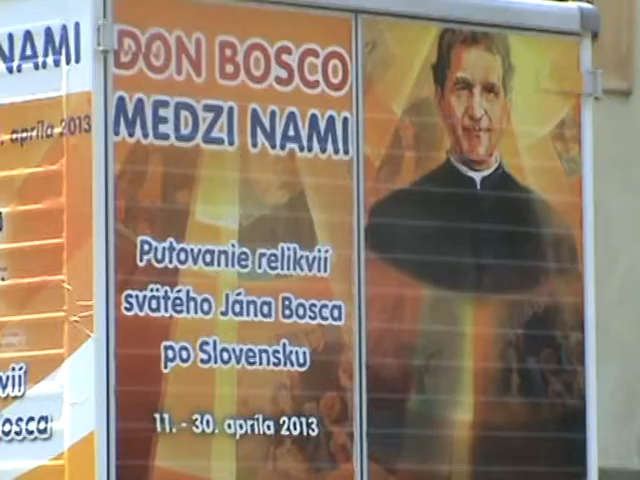 NAMI
. apríla 2013
vií
osca
DON BOSCO
MEDZI NAMI
Putovanie relikvií
svätého Jána Bosca
po Slovensku
11. - 30. apríla 2013